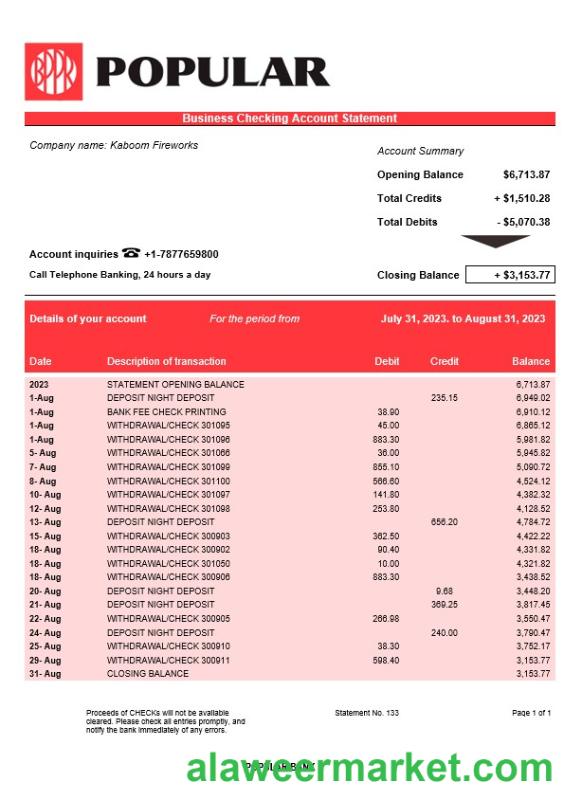 BPPR POPULAR
Business Checking Account Statement
Company name: Kaboom Fireworks
Account Summary
Opening Balance $6,713.87
Total Credits + $1,510.28
Total Debits - $5,070.38
Account inquiries ☎ +1-7877659800
Call Telephone Banking, 24 hours a day
Closing Balance + $3,153.77
Details of your account For the period from July 31, 2023. to August 31, 2023
Date Description of transaction Debit Credit Balance
2023 STATEMENT OPENING BALANCE 6,713.87
1-Aug DEPOSIT NIGHT DEPOSIT 235.15 6,949.02
1-Aug BANK FEE CHECK PRINTING 38.90 6,910.12
1-Aug WITHDRAWAL/CHECK 301095 45.00 6,865.12
1-Aug WITHDRAWAL/CHECK 301096 883.30 5,981.82
5- Aug WITHDRAWAL/CHECK 301066 36.00 5,945.82
7- Aug WITHDRAWAL/CHECK 301099 855.10 5,090.72
8- Aug WITHDRAWAL/CHECK 301100 566.60 4,524.12
10- Aug WITHDRAWAL/CHECK 301097 141.80 4,382.32
12- Aug WITHDRAWAL/CHECK 301098 253.80 4,128.52
13- Aug DEPOSIT NIGHT DEPOSIT 656.20 4,784.72
15- Aug WITHDRAWAL/CHECK 300903 362.50 4,422.22
18- Aug WITHDRAWAL/CHECK 300902 90.40 4,331.82
18- Aug WITHDRAWAL/CHECK 301050 10.00 4,321.82
18- Aug WITHDRAWAL/CHECK 300906 883.30 3,438.52
20- Aug DEPOSIT NIGHT DEPOSIT 9.68 3,448.20
21- Aug DEPOSIT NIGHT DEPOSIT 369.25 3,817.45
22- Aug WITHDRAWAL/CHECK 300905 266.98 3,550.47
24- Aug DEPOSIT NIGHT DEPOSIT 240.00 3,790.47
25- Aug WITHDRAWAL/CHECK 300910 38.30 3,752.17
29- Aug WITHDRAWAL/CHECK 300911 598.40 3,153.77
31- Aug CLOSING BALANCE 3,153.77
Proceeds of CHECKs will not be available
cleared. Please check all entries promptly, and
notify the bank immediately of any errors.
Statement No. 133
Page 1 of 1
POPULAR BANK
alaweermarket.com